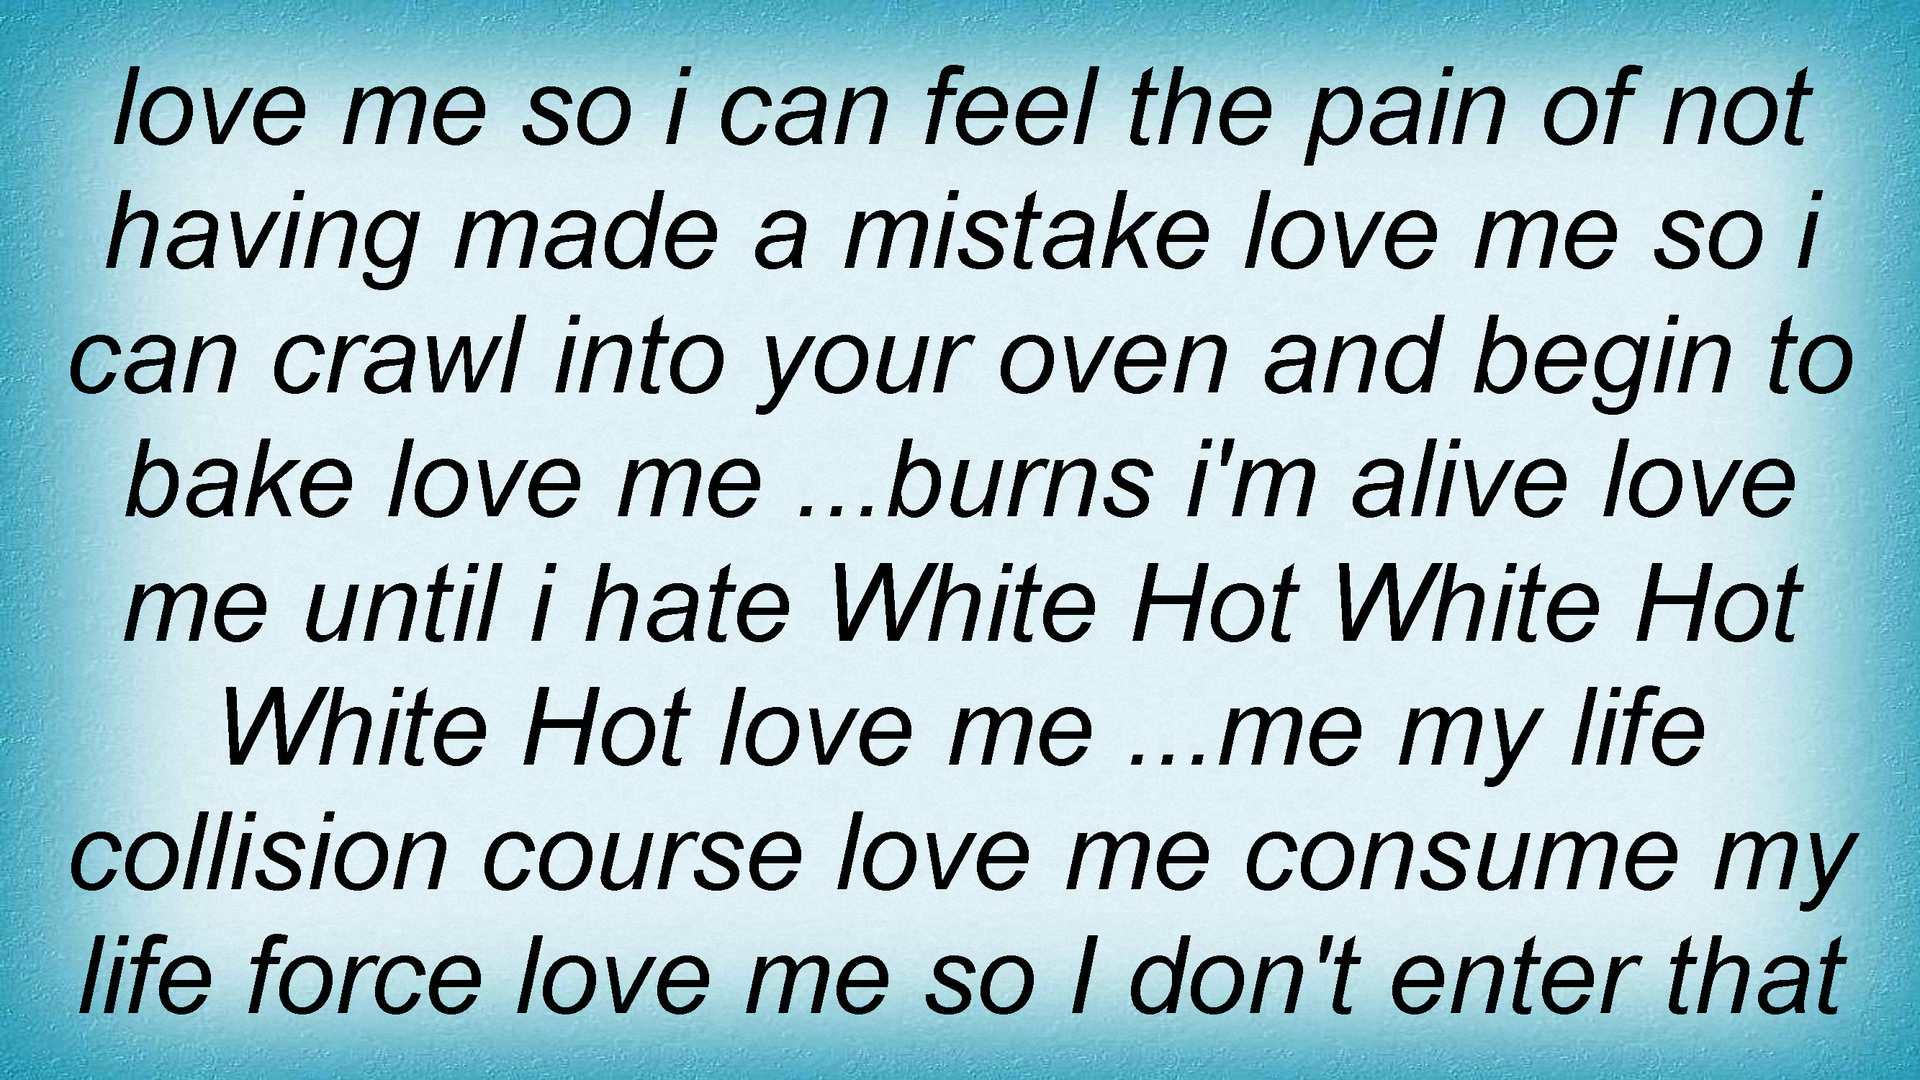 love me so i can feel the pain of not
having made a mistake love me so i
can crawl into your oven and begin to
bake love me ...burns i'm alive love
me until i hate White Hot White Hot
White Hot love me ...me my life
collision course love me consume my
life force love me so I don't enter that